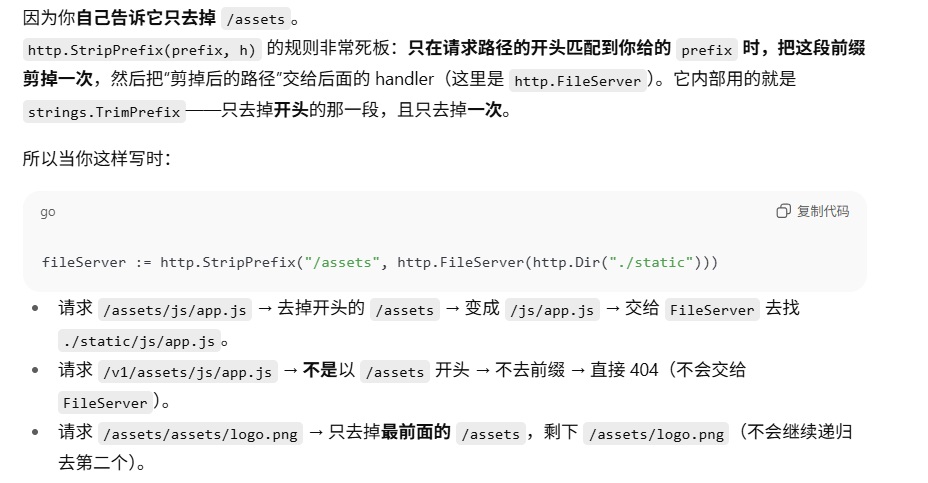 因为你自己告诉它只去掉 /assets。
http.StripPrefix(prefix, h) 的规则非常死板：只在请求路径的开头匹配到你给的 prefix 时，把这段前缀
剪掉一次，然后把“剪掉后的路径”交给后面的 handler（这里是 http.FileServer）。它内部用的就是
strings.TrimPrefix——只去掉开头的那一段，且只去掉一次。
所以当你这样写时：
go 复制代码
fileServer := http.StripPrefix("/assets", http.FileServer(http.Dir("./static")))
• 请求 /assets/js/app.js → 去掉开头的 /assets → 变成 /js/app.js → 交给 FileServer 去找
./static/js/app.js。
• 请求 /v1/assets/js/app.js → 不是以 /assets 开头 → 不去前缀 → 直接 404（不会交给
FileServer）。
• 请求 /assets/assets/logo.png → 只去掉最前面的 /assets，剩下 /assets/logo.png（不会继续递归
去第二个）。